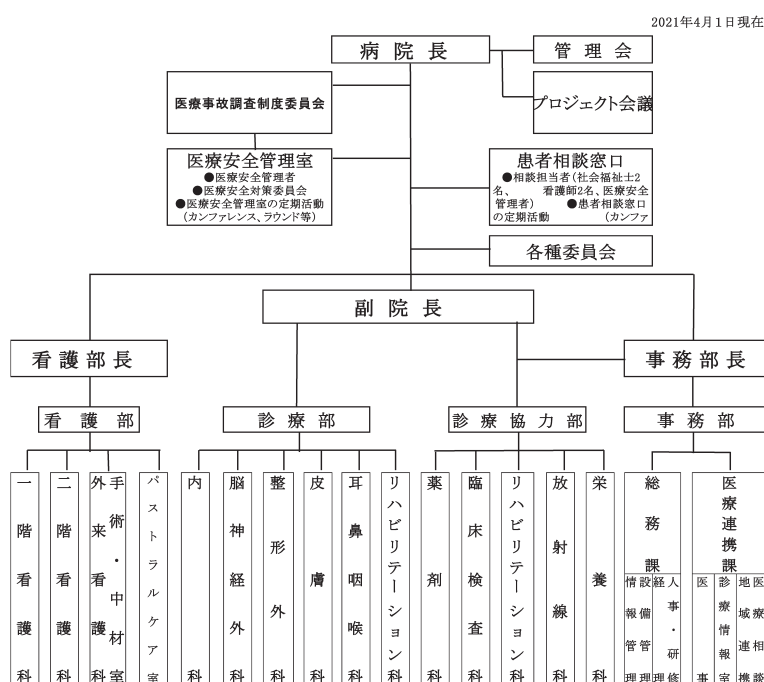 2021年4月1日現在
病院長
管理会
医療事故調査制度委員会
プロジェクト会議
医療安全管理室
●医療安全管理者
●医療安全対策委員会
●医療安全管理室の定期活動
(カンファレンス、ラウンド等)
患者相談窓口
●相談担当者(社会福祉士2
名、 看護師2名、医療安全
管理者) ●患者相談窓口
の定期活動 (カンファ
各種委員会
副院長
看護部長
事務部長
看護部
診療部
診療協力部
事務部
一階看護科
二階看護科
外来看護科
手術・中材室
パストラルケア室
内科
脳神経外科
整形外科
皮膚科
耳鼻咽喉科
リハビリテーション科
薬剤科
臨床検査科
リハビリテーション科
放射線科
栄養科
総務課
情報管理
設備管理
経理
人事・研修
医療連携課
医事
診療情報室
地域連携
医療相談